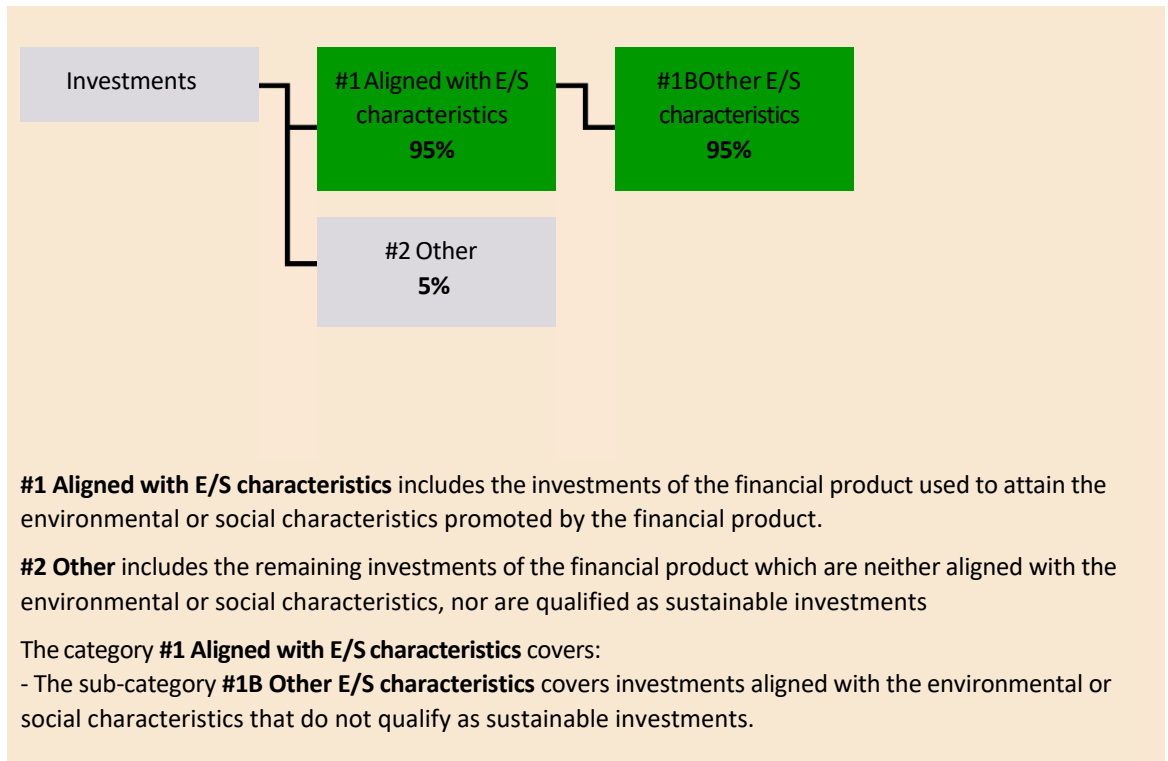 Investments
#1 Aligned with E/S
characteristics
95%
#1BOther E/S
characteristics
95%
#2 Other
5%
#1 Aligned with E/S characteristics includes the investments of the financial product used to attain the
environmental or social characteristics promoted by the financial product.
#2 Other includes the remaining investments of the financial product which are neither aligned with the
environmental or social characteristics, nor are qualified as sustainable investments
The category #1 Aligned with E/S characteristics covers:
- The sub-category #1B Other E/S characteristics covers investments aligned with the environmental or
social characteristics that do not qualify as sustainable investments.